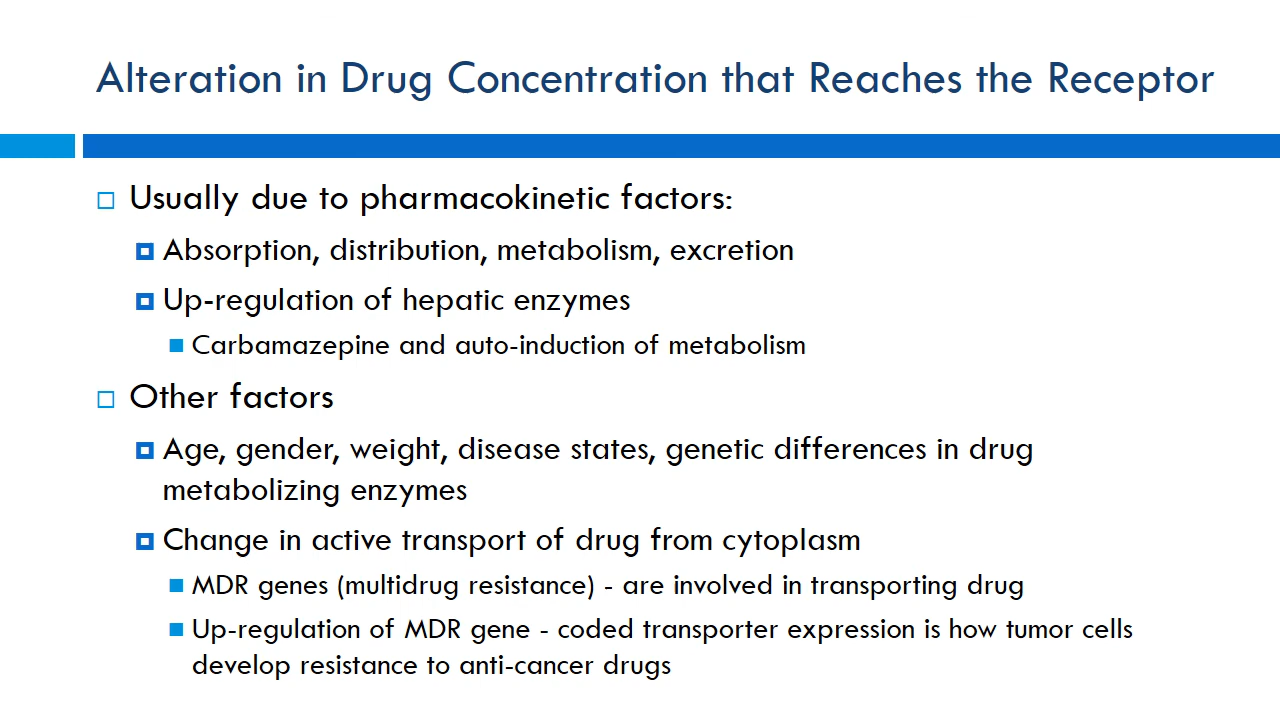 Alteration in Drug Concentration that Reaches the Receptor
Usually due to pharmacokinetic factors:
Absorption, distribution, metabolism, excretion
Up-regulation of hepatic enzymes
Carbamazepine and auto-induction of metabolism
Other factors
Age, gender, weight, disease states, genetic differences in drug
metabolizing enzymes
Change in active transport of drug from cytoplasm
MDR genes (multidrug resistance) - are involved in transporting drug
Up-regulation of MDR gene - coded transporter expression is how tumor cells
develop resistance to anti-cancer drugs